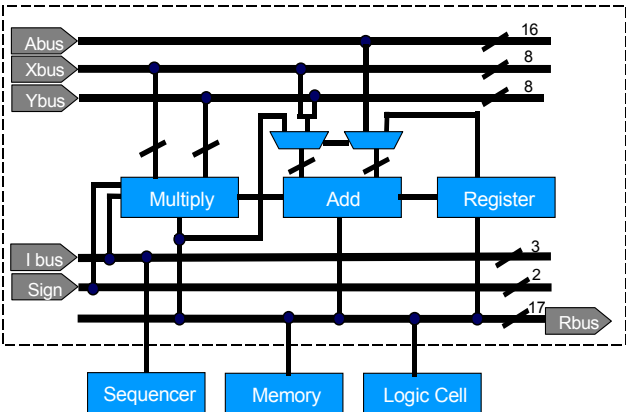 Abus
16
Xbus
8
Ybus
8
Multiply
Add
Register
I bus
3
Sign
2
17
Rbus
Sequencer
Memory
Logic Cell